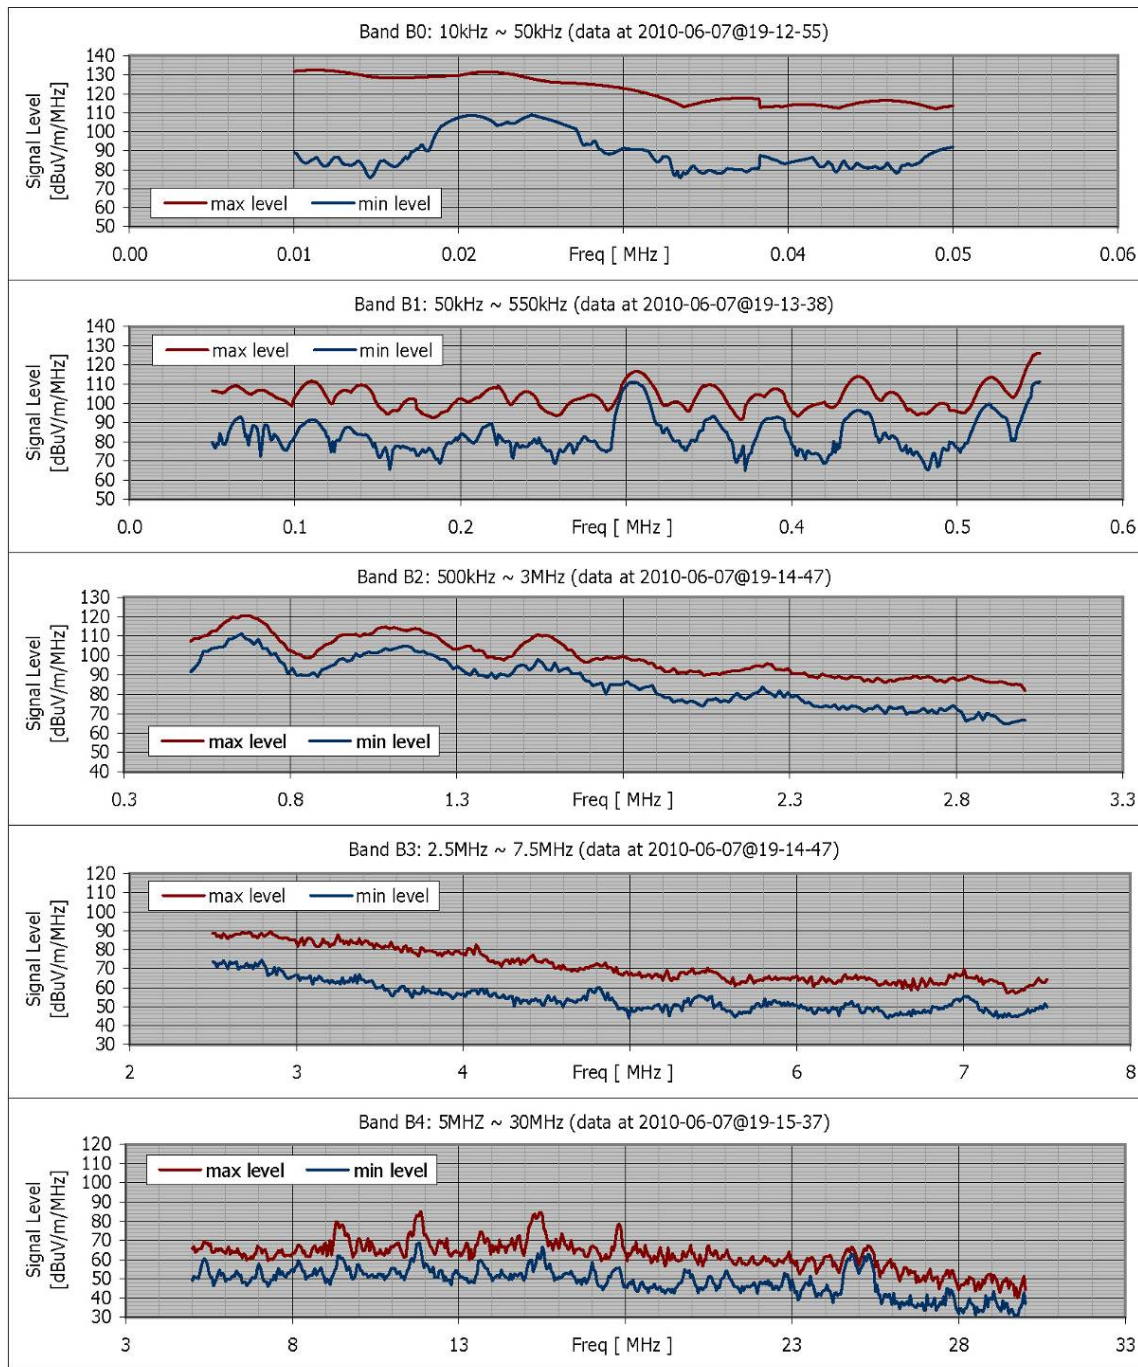 Band B0: 10kHz ~ 50kHz (data at 2010-06-07@19-12-55)
Signal Level
[dBuV/m/MHz]
140
130
120
110
100
90
80
70
60
50
max level min level
0.00 0.01 0.02 Freq [ MHz ] 0.04 0.05 0.06
Band B1: 50kHz ~ 550kHz (data at 2010-06-07@19-13-38)
Signal Level
[dBuV/m/MHz]
140
130
120
110
100
90
80
70
60
50
max level min level
0.0 0.1 0.2 Freq [ MHz ] 0.4 0.5 0.6
Band B2: 500kHz ~ 3MHz (data at 2010-06-07@19-14-47)
Signal Level
[dBuV/m/MHz]
130
120
110
100
90
80
70
60
50
40
max level min level
0.3 0.8 1.3 Freq [ MHz ] 2.3 2.8 3.3
Band B3: 2.5MHz ~ 7.5MHz (data at 2010-06-07@19-14-47)
Signal Level
[dBuV/m/MHz]
120
110
100
90
80
70
60
50
40
30
max level min level
2 3 4 Freq [ MHz ] 6 7 8
Band B4: 5MHZ ~ 30MHz (data at 2010-06-07@19-15-37)
Signal Level
[dBuV/m/MHz]
120
110
100
90
80
70
60
50
40
30
max level min level
3 8 13 Freq [ MHz ] 23 28 33